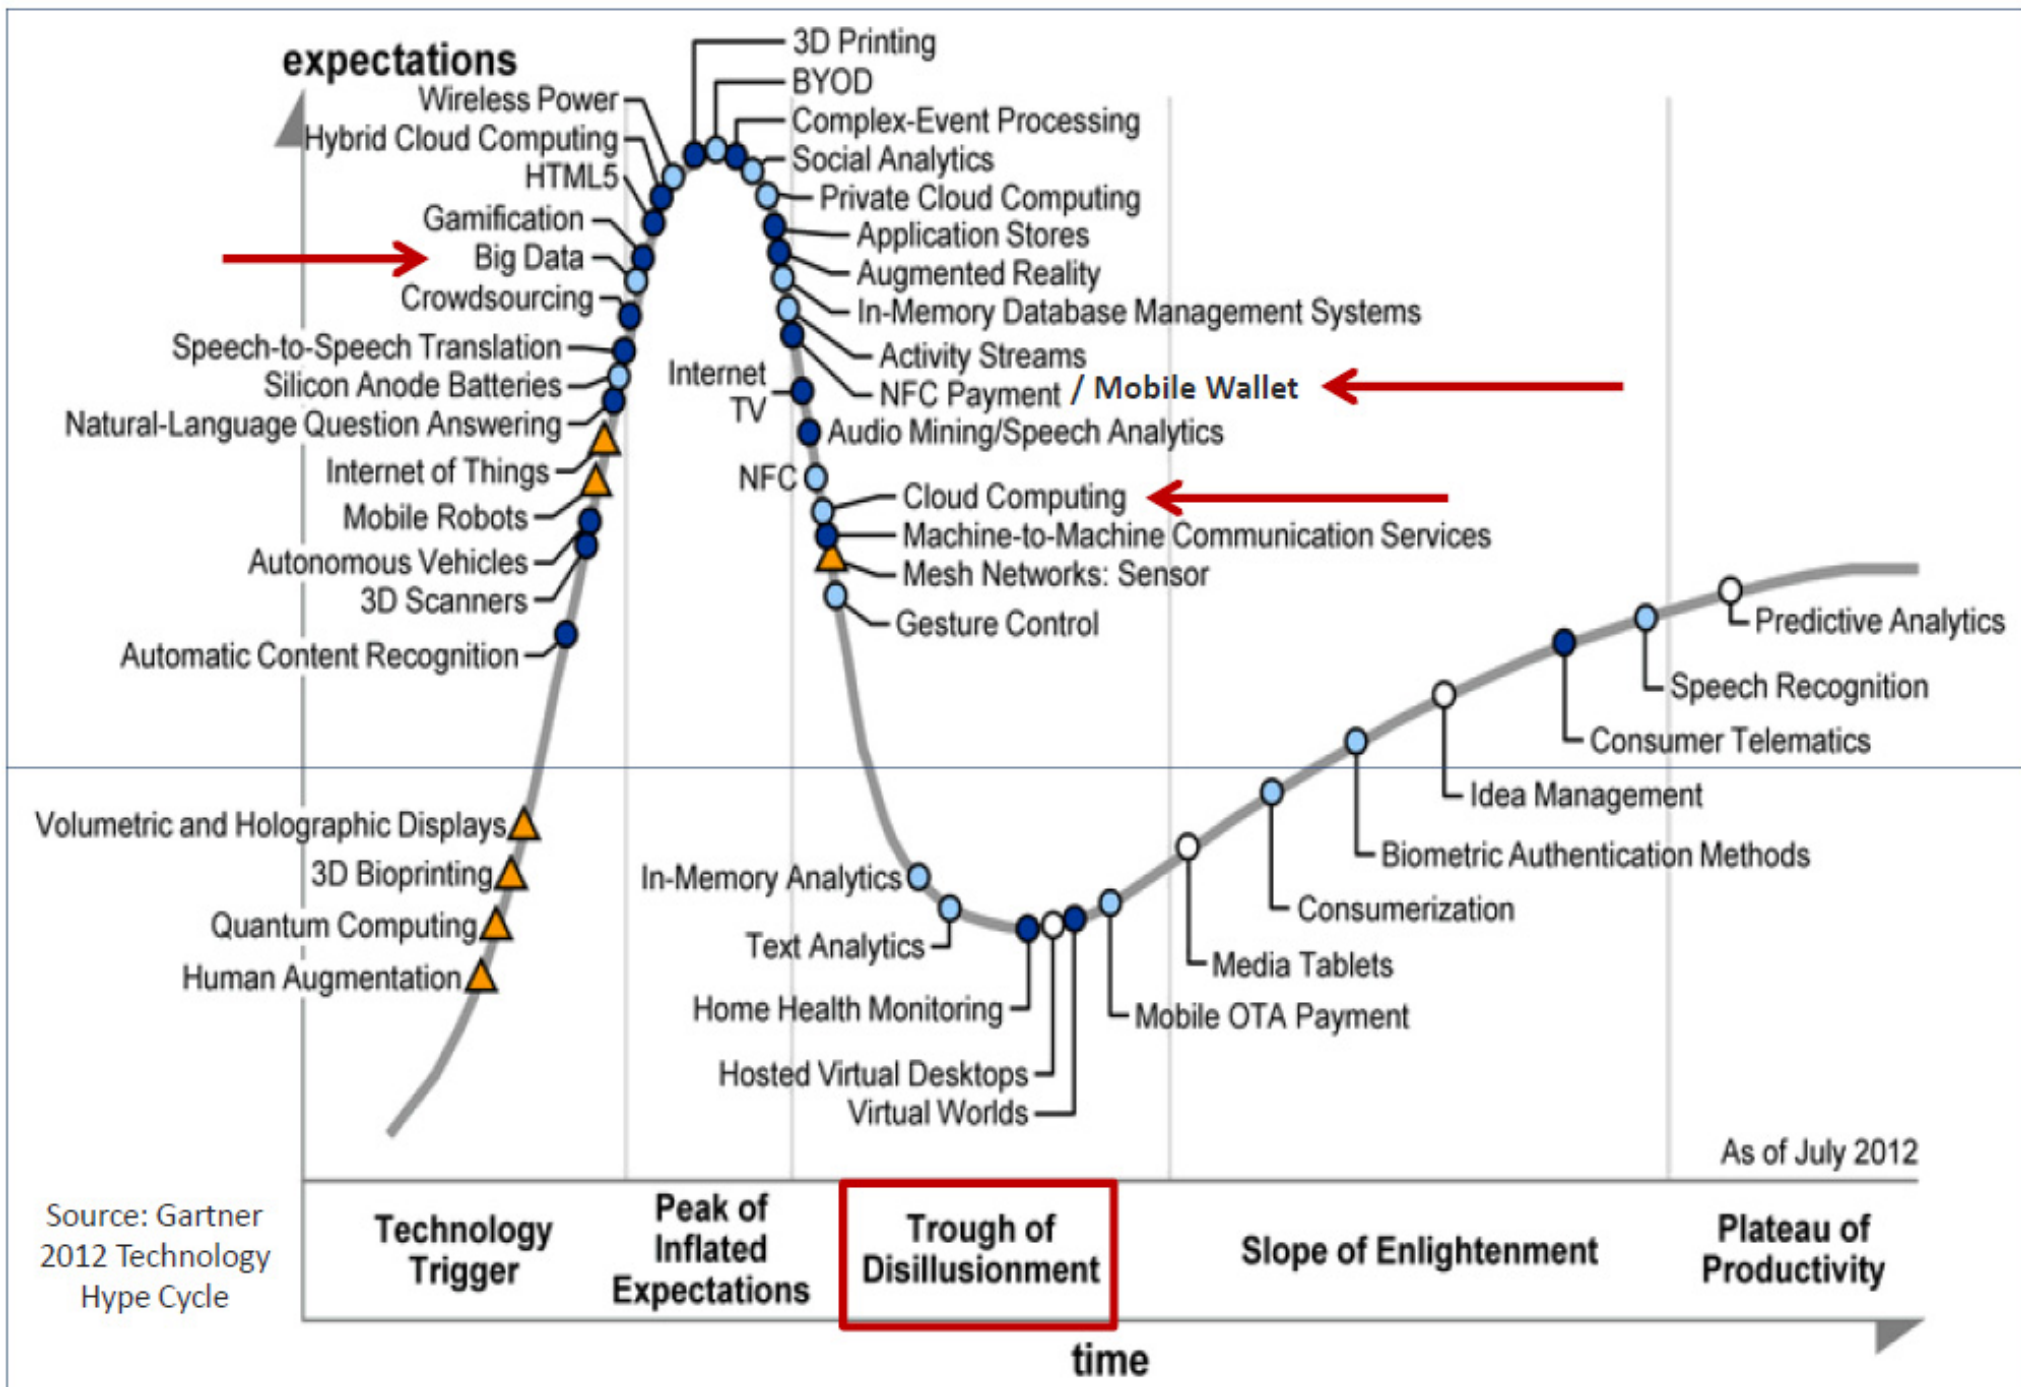 expectations
3D Printing
BYOD
Wireless Power
Complex-Event Processing
Hybrid Cloud Computing
Social Analytics
HTML5
Private Cloud Computing
Gamification
Application Stores
Big Data
Augmented Reality
Crowdsourcing
In-Memory Database Management Systems
Speech-to-Speech Translation
Activity Streams
Silicon Anode Batteries
Internet
TV
NFC Payment / Mobile Wallet
Natural-Language Question Answering
Audio Mining/Speech Analytics
Internet of Things
NFC
Cloud Computing
Mobile Robots
Machine-to-Machine Communication Services
Autonomous Vehicles
Mesh Networks: Sensor
3D Scanners
Gesture Control
Automatic Content Recognition
Predictive Analytics
Speech Recognition
Consumer Telematics
Idea Management
Volumetric and Holographic Displays
Biometric Authentication Methods
3D Bioprinting
In-Memory Analytics
Consumerization
Quantum Computing
Text Analytics
Media Tablets
Human Augmentation
Home Health Monitoring
Mobile OTA Payment
Hosted Virtual Desktops
Virtual Worlds
As of July 2012
Source: Gartner
2012 Technology
Hype Cycle
Technology
Trigger
Peak of
Inflated
Expectations
Trough of
Disillusionment
Slope of Enlightenment
Plateau of
Productivity
time